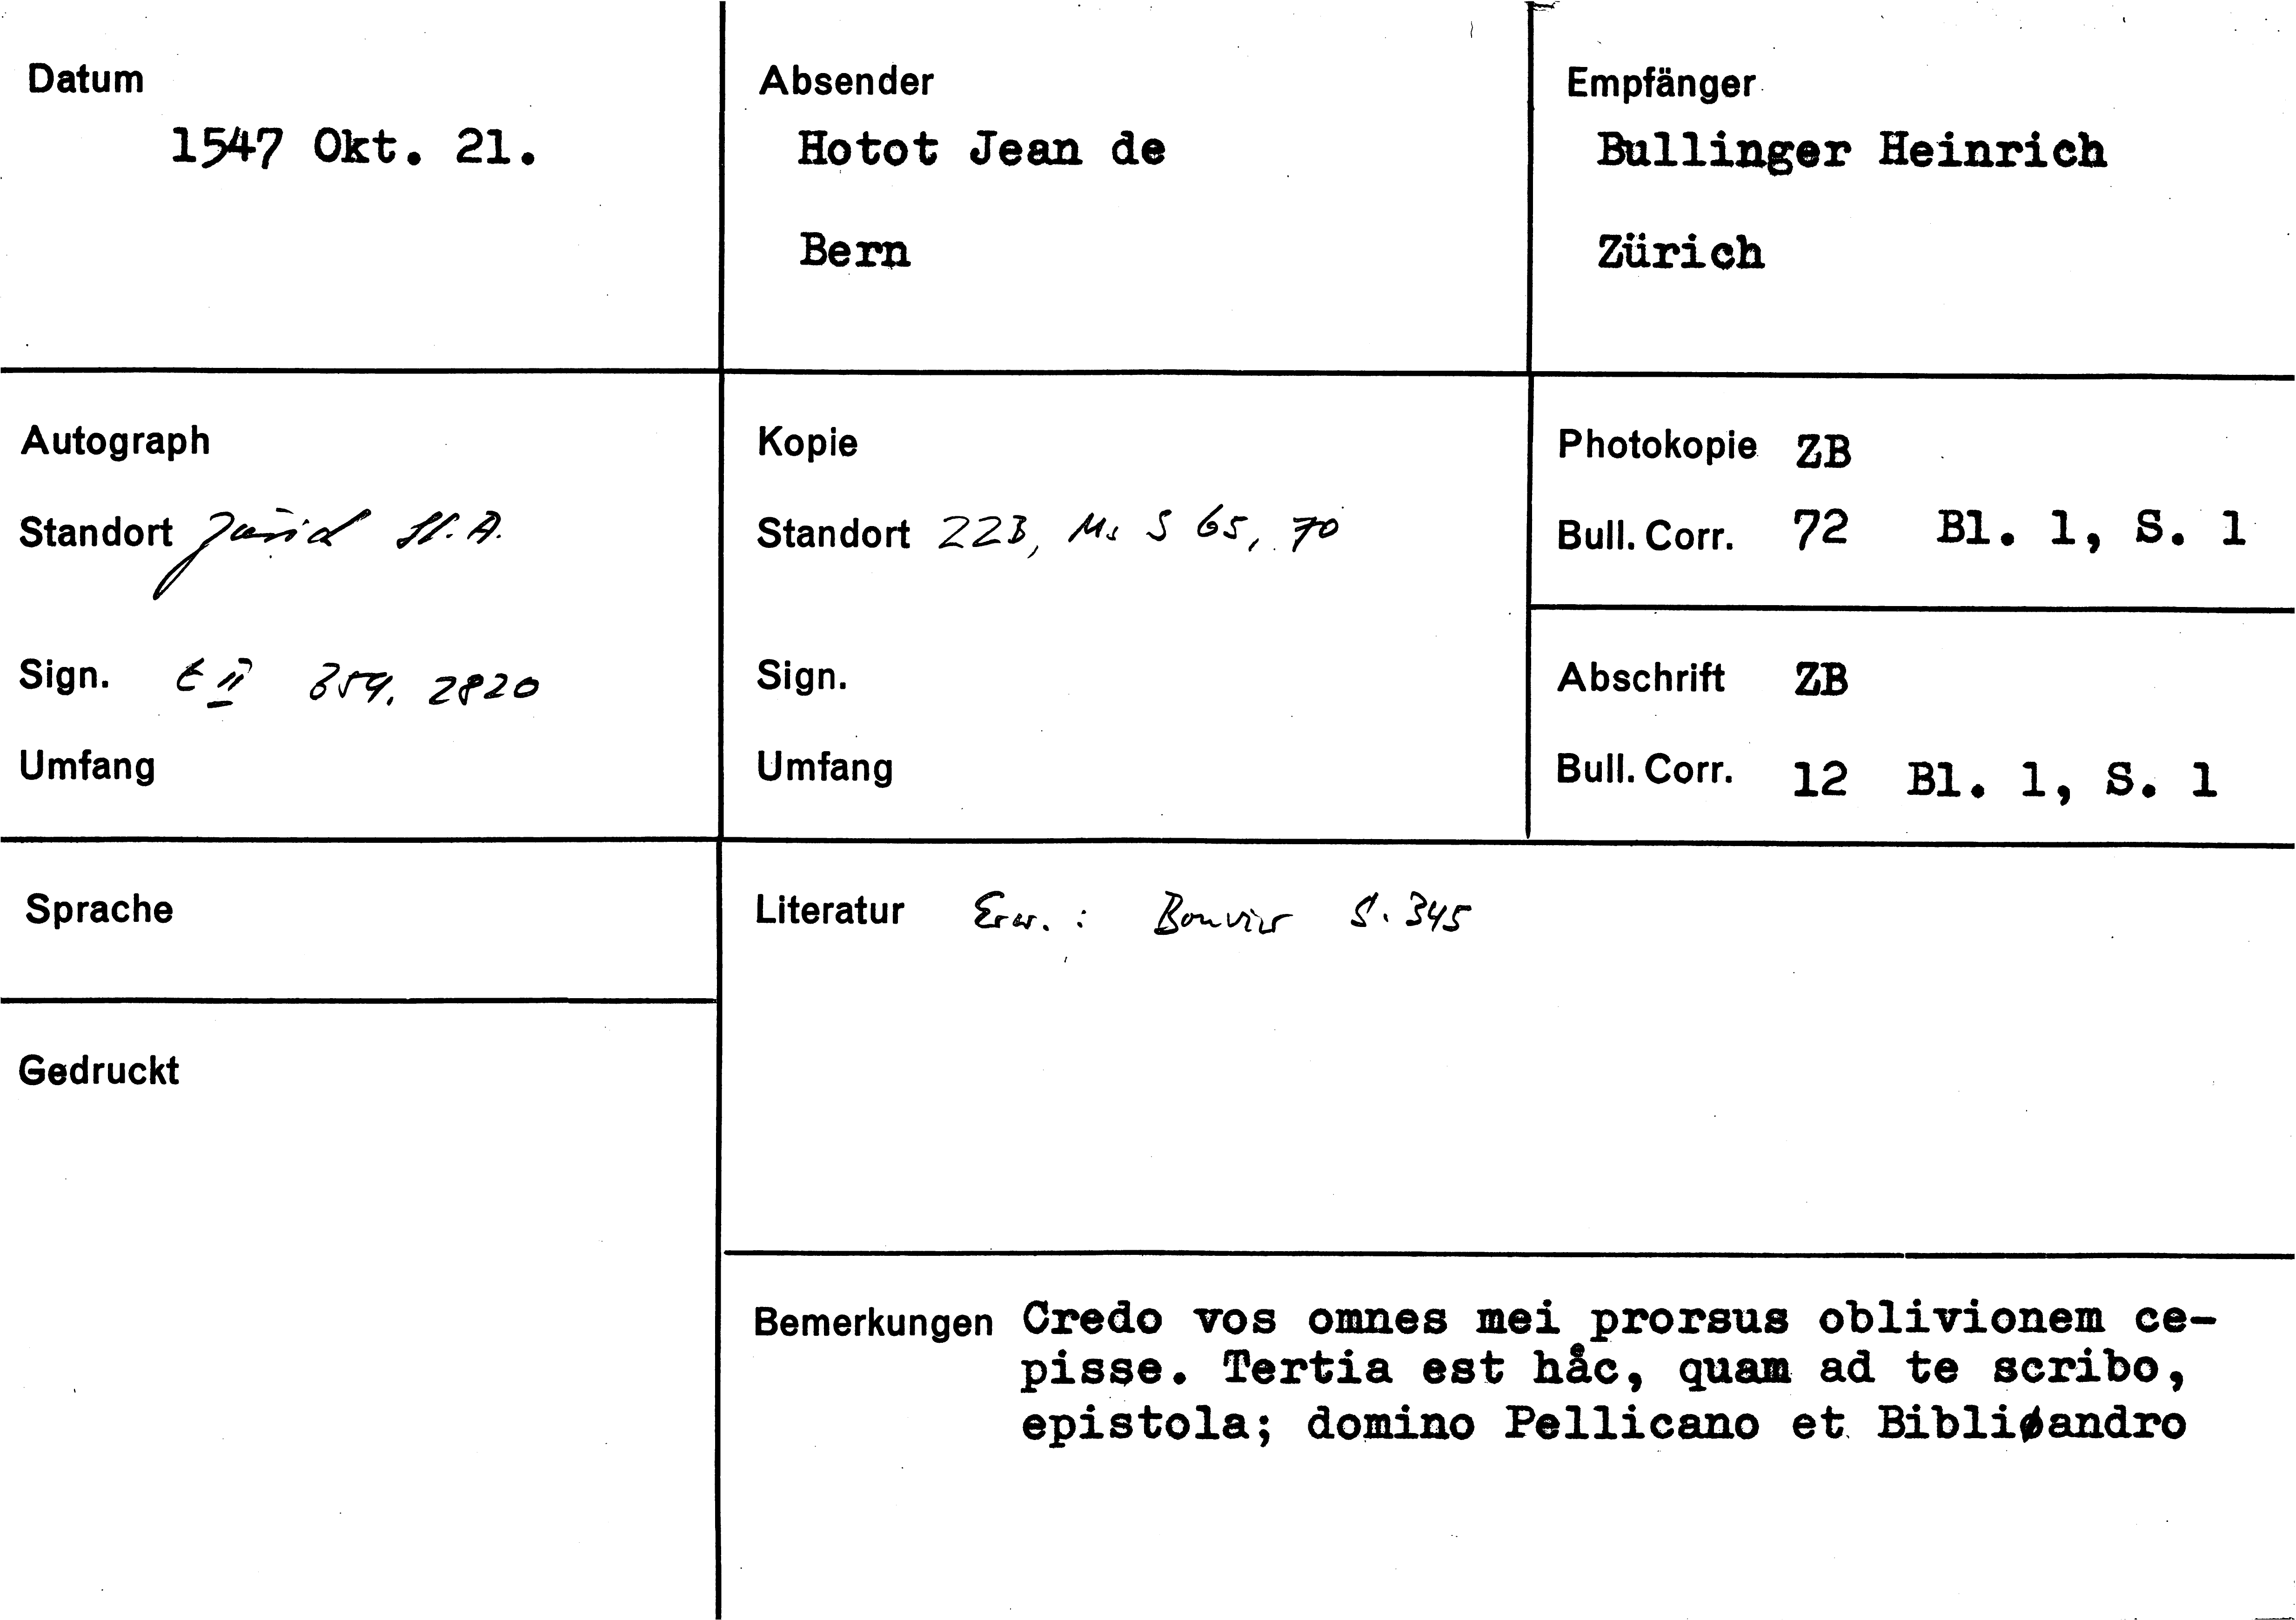 Datum
1547 Okt. 21.
Absender
Hotot Jean de
Bern
Empfänger
Bullinger Heinrich
Zürich
Autograph
Standort Zürich St. A.
Sign. E II 359, 2820
Umfang
Kopie
Standort ZZB, Ms S 65, 70
Sign.
Umfang
Photokopie ZB
Bull. Corr. 72 Bl. 1, S. 1
Abschrift ZB
Bull. Corr. 12 Bl. 1, S. 1
Sprache
Gedruckt
Literatur Erw. : Bouvier S. 345
Bemerkungen Credo vos omnes mei prorsus oblivionem ce-
pisse. Tertia est håc, quam ad te scribo,
epistola; domino Pellicano et Bibliøandro